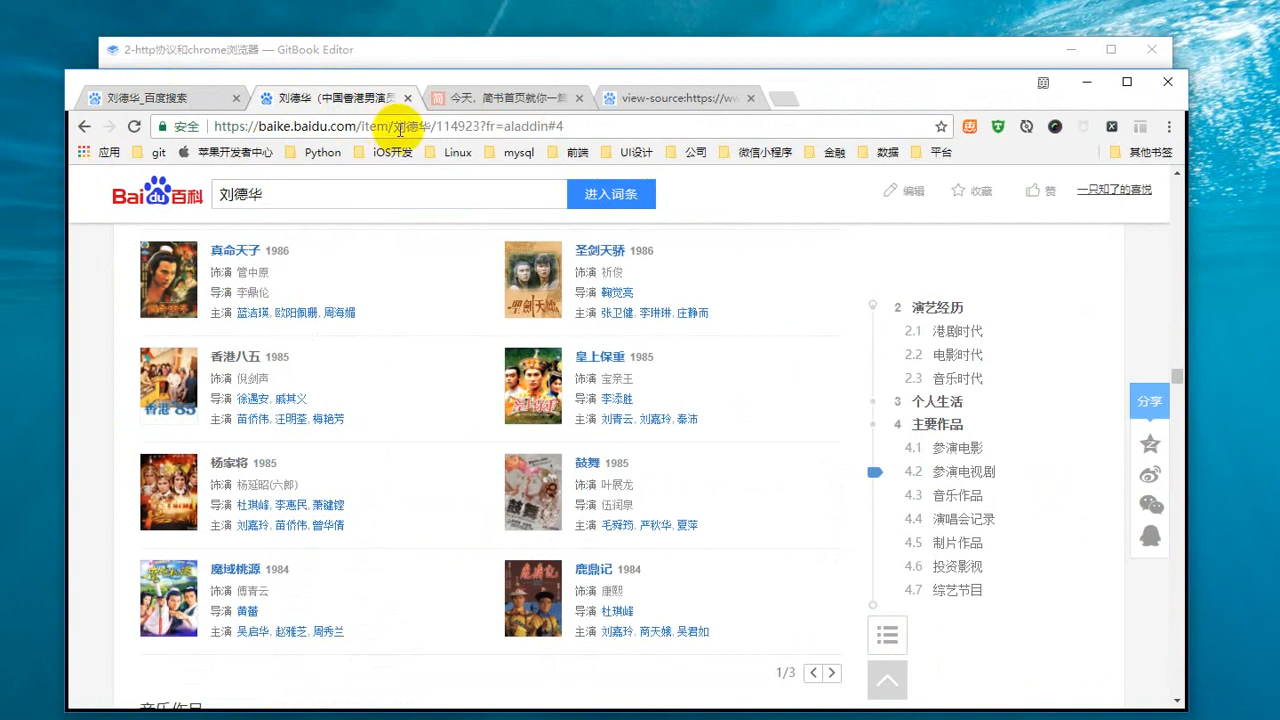 2-http协议和chrome浏览器 — GitBook Editor
刘德华_百度搜索
刘德华（中国香港男演员
今天，简书首页就你一篇
view-source:https://ww
安全 https://baike.baidu.com/item/刘德华/114923?fr=aladdin#4
应用 git 苹果开发者中心 Python iOS开发 Linux mysql 前端 UI设计 公司 微信小程序 金融 数据 平台 其他书签
Baidu百科 刘德华 进入词条 编辑 收藏 赞 一只知了的喜悦
真命天子 1986
饰演 管中原
导演 李鼎伦
主演 蓝洁瑛, 欧阳佩珊, 周海媚
圣剑天骄 1986
饰演 祈俊
导演 鞠觉亮
主演 张卫健, 李琳琳, 庄静而
香港八五 1985
饰演 倪剑声
导演 徐遇安, 戚其义
主演 苗侨伟, 汪明荃, 梅艳芳
皇上保重 1985
饰演 宝亲王
导演 李添胜
主演 刘青云, 刘嘉玲, 秦沛
杨家将 1985
饰演 杨延昭(六郎)
导演 杜琪峰, 李惠民, 萧键铿
主演 刘嘉玲, 苗侨伟, 曾华倩
鼓舞 1985
饰演 叶展龙
导演 伍润泉
主演 毛舜筠, 严秋华, 夏萍
魔域桃源 1984
饰演 傅青云
导演 黄蕾
主演 吴启华, 赵雅芝, 周秀兰
鹿鼎记 1984
饰演 康熙
导演 杜琪峰
主演 刘嘉玲, 商天娥, 吴君如
1/3
音乐作品
2 演艺经历
2.1 港剧时代
2.2 电影时代
2.3 音乐时代
3 个人生活
4 主要作品
4.1 参演电影
4.2 参演电视剧
4.3 音乐作品
4.4 演唱会记录
4.5 制片作品
4.6 投资影视
4.7 综艺节目
分享